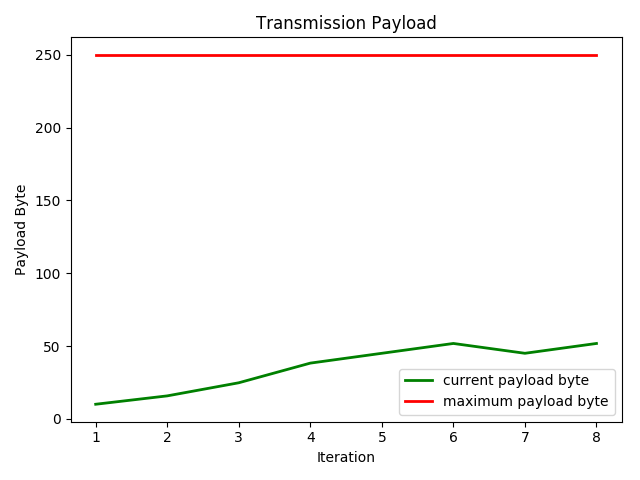 Transmission Payload
Payload Byte
250
200
150
100
50
0
current payload byte
maximum payload byte
1 2 3 4 5 6 7 8
Iteration